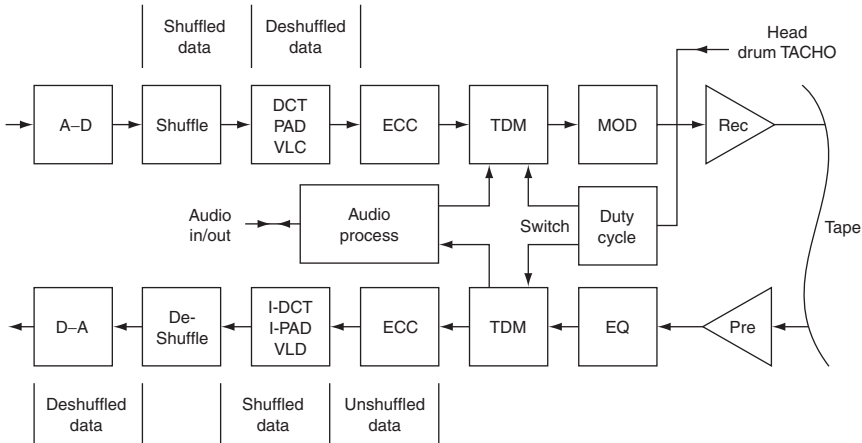 Shuffled
data
Deshuffled
data
Head
drum TACHO
A–D
Shuffle
DCT
PAD
VLC
ECC
TDM
MOD
Rec
Audio
in/out
Audio
process
Switch
Duty
cycle
Tape
D–A
De-
Shuffle
I-DCT
I-PAD
VLD
ECC
TDM
EQ
Pre
Deshuffled
data
Shuffled
data
Unshuffled
data